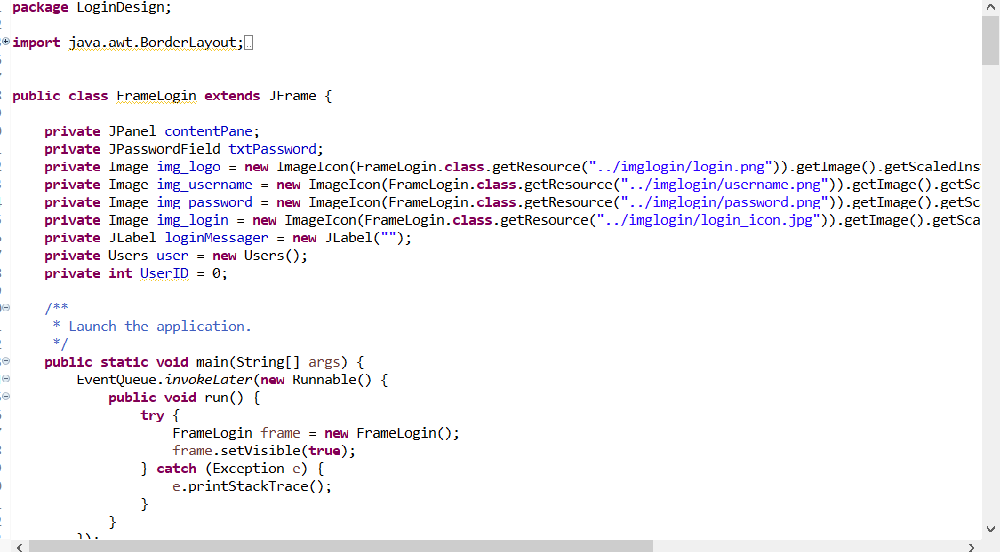 package LoginDesign;
import java.awt.BorderLayout;
public class FrameLogin extends JFrame {
private JPanel contentPane;
private JPasswordField txtPassword;
private Image img_logo = new ImageIcon(FrameLogin.class.getResource("../imglogin/login.png")).getImage().getScaledIns
private Image img_username = new ImageIcon(FrameLogin.class.getResource("../imglogin/username.png")).getImage().getSc
private Image img_password = new ImageIcon(FrameLogin.class.getResource("../imglogin/password.png")).getImage().getSc
private Image img_login = new ImageIcon(FrameLogin.class.getResource("../imglogin/login_icon.jpg")).getImage().getSca
private JLabel loginMessager = new JLabel("");
private Users user = new Users();
private int UserID = 0;
/**
* Launch the application.
*/
public static void main(String[] args) {
EventQueue.invokeLater(new Runnable() {
public void run() {
try {
FrameLogin frame = new FrameLogin();
frame.setVisible(true);
} catch (Exception e) {
e.printStackTrace();
}
}
});